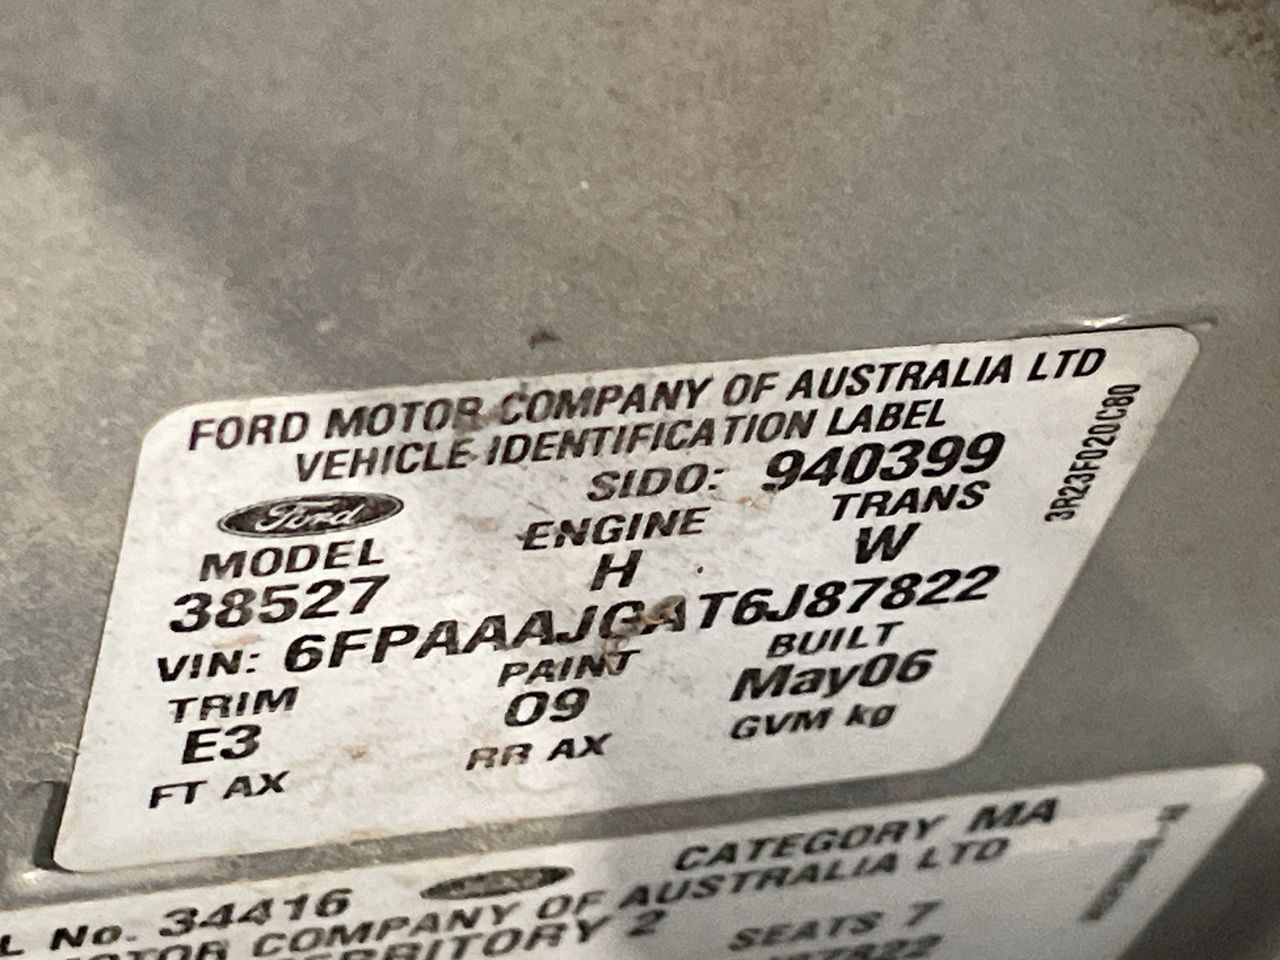 FORD MOTOR COMPANY OF AUSTRALIA LTD
VEHICLE IDENTIFICATION LABEL
Ford
SIDO: 940399
MODEL ENGINE TRANS
38527 H W
VIN: 6FPAAAJGAT6J87822
TRIM PAINT BUILT
E3 09 May06
FT AX RR AX GVM kg
3R23F020C80
CATEGORY MA
L No. 34416
MOTOR COMPANY OF AUSTRALIA LTD
TERRITORY 2
SEATS 7